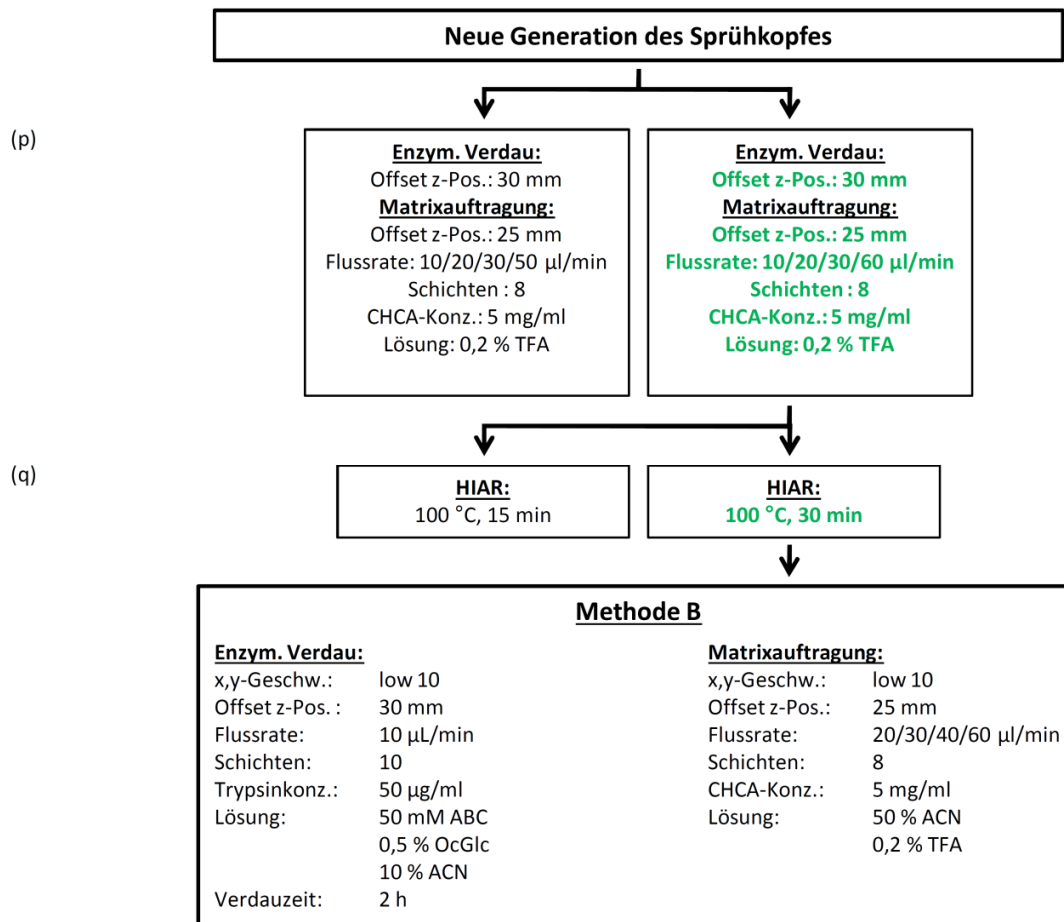 Neue Generation des Sprühkopfes
(p)
Enzym. Verdau:
Offset z-Pos.: 30 mm
Matrixauftragung:
Offset z-Pos.: 25 mm
Flussrate: 10/20/30/50 µl/min
Schichten : 8
CHCA-Konz.: 5 mg/ml
Lösung: 0,2 % TFA
Enzym. Verdau:
Offset z-Pos.: 30 mm
Matrixauftragung:
Offset z-Pos.: 25 mm
Flussrate: 10/20/30/60 µl/min
Schichten : 8
CHCA-Konz.: 5 mg/ml
Lösung: 0,2 % TFA
(q)
HIAR:
100 °C, 15 min
HIAR:
100 °C, 30 min
Methode B
Enzym. Verdau:
x,y-Geschw.: low 10
Offset z-Pos. : 30 mm
Flussrate: 10 µL/min
Schichten: 10
Trypsinkonz.: 50 µg/ml
Lösung: 50 mM ABC
0,5 % OcGlc
10 % ACN
Verdauzeit: 2 h
Matrixauftragung:
x,y-Geschw.: low 10
Offset z-Pos.: 25 mm
Flussrate: 20/30/40/60 µl/min
Schichten: 8
CHCA-Konz.: 5 mg/ml
Lösung: 50 % ACN
0,2 % TFA